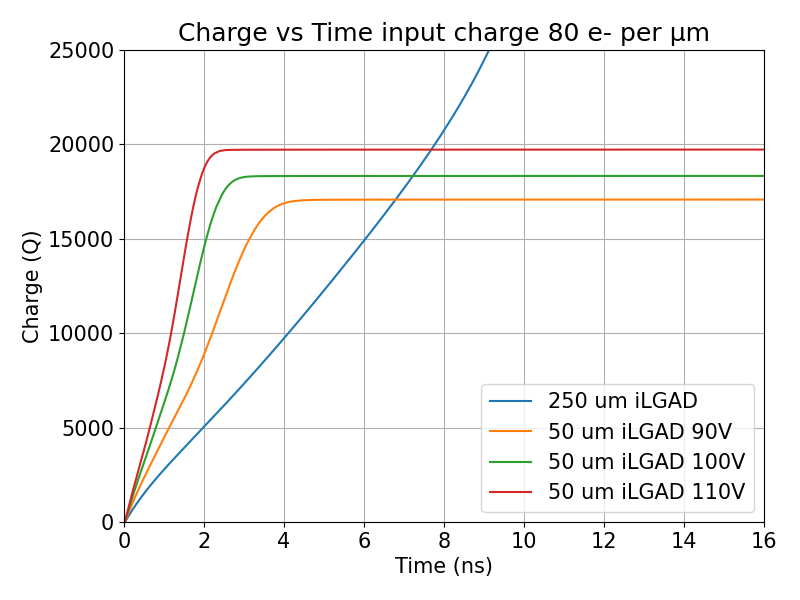 Charge vs Time input charge 80 e- per μm
25000
20000
15000
10000
5000
0
Charge (Q)
250 um iLGAD
50 um iLGAD 90V
50 um iLGAD 100V
50 um iLGAD 110V
0 2 4 6 8 10 12 14 16
Time (ns)